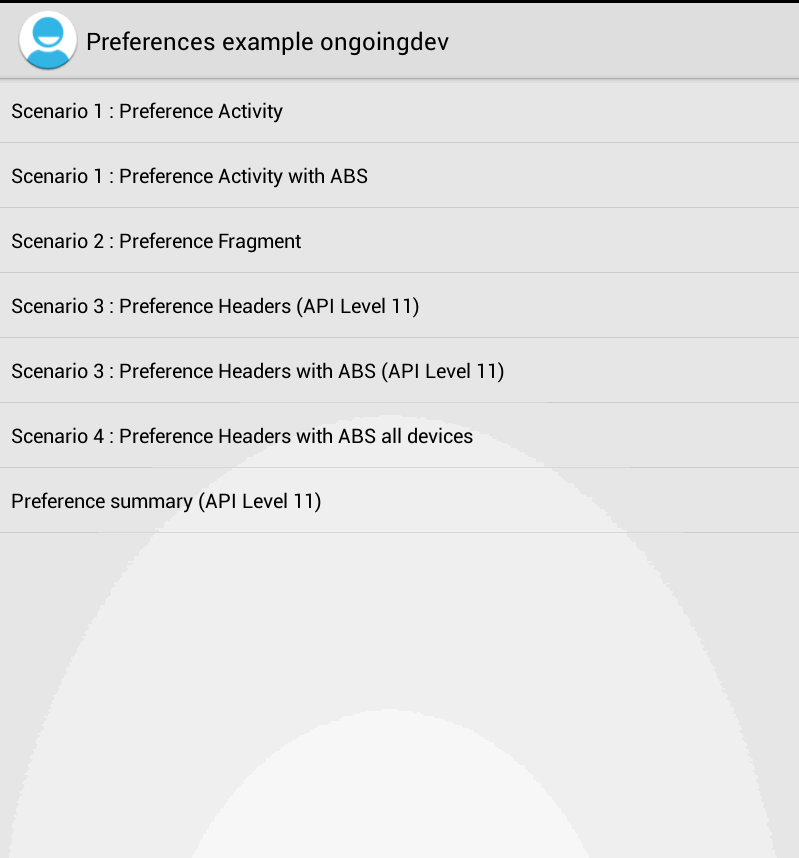 Preferences example ongoingdev
Scenario 1 : Preference Activity
Scenario 1 : Preference Activity with ABS
Scenario 2 : Preference Fragment
Scenario 3 : Preference Headers (API Level 11)
Scenario 3 : Preference Headers with ABS (API Level 11)
Scenario 4 : Preference Headers with ABS all devices
Preference summary (API Level 11)